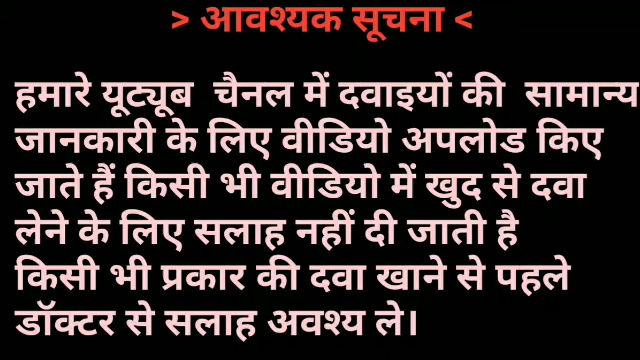 > आवश्यक सूचना <
हमारे यूट्यूब चैनल में दवाइयों की सामान्य
जानकारी के लिए वीडियो अपलोड किए
जाते हैं किसी भी वीडियो में खुद से दवा
लेने के लिए सलाह नहीं दी जाती है
किसी भी प्रकार की दवा खाने से पहले
डॉक्टर से सलाह अवश्य ले।